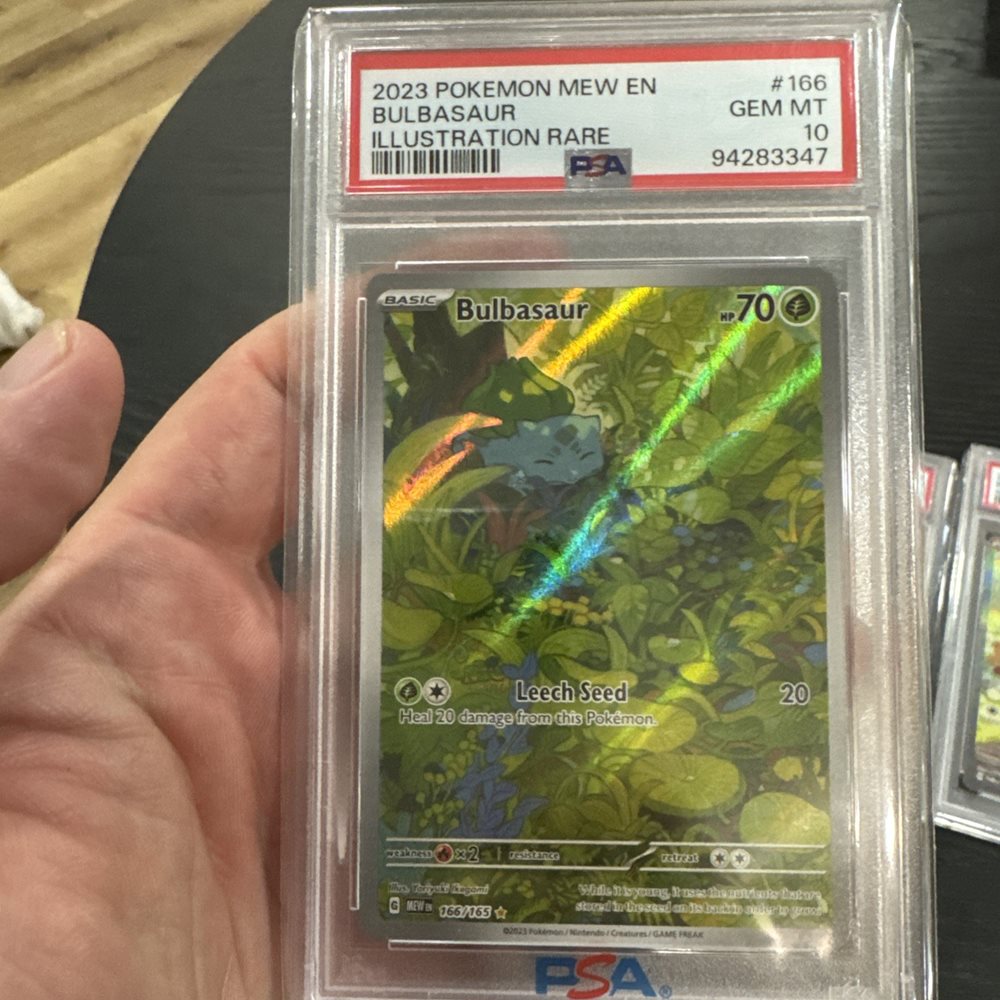 2023 POKEMON MEW EN #166
BULBASAUR GEM MT
ILLUSTRATION RARE 10
PSA 94283347
BASIC Bulbasaur HP 70
Leech Seed 20
Heal 20 damage from this Pokémon.
weakness ×2 resistance retreat
Illus. Yoriyuki Ikegami
While it is young, it uses the nutrients that are
stored in the seed on its back in order to grow.
G MEW EN 166/165
©2023 Pokémon / Nintendo / Creatures / GAME FREAK
PSA®